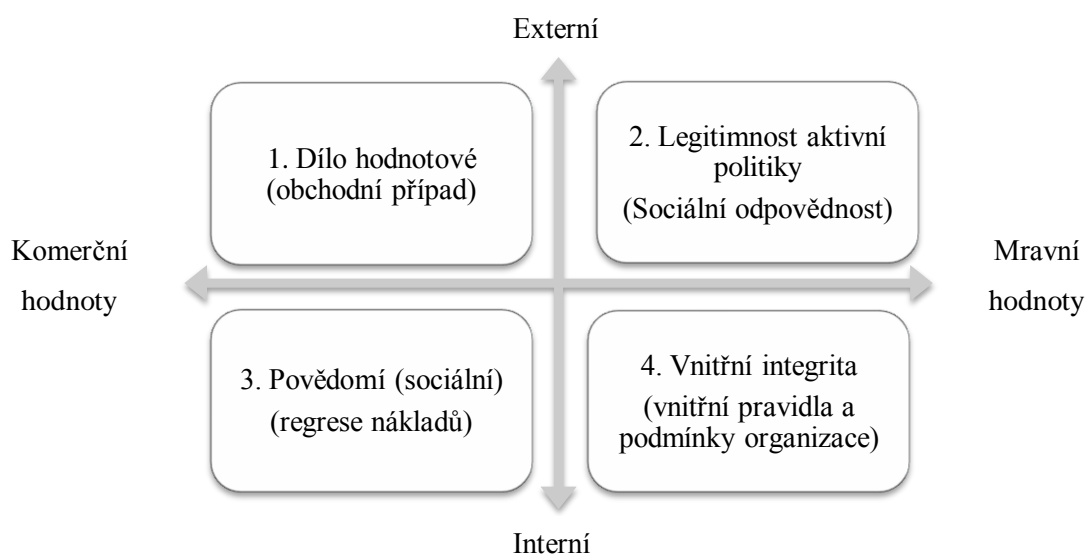 Externí
1. Dílo hodnotové
(obchodní případ)
2. Legitimnost aktivní
politiky
(Sociální odpovědnost)
Komerční
hodnoty
Mravní
hodnoty
3. Povědomí (sociální)
(regrese nákladů)
4. Vnitřní integrita
(vnitřní pravidla a
podmínky organizace)
Interní